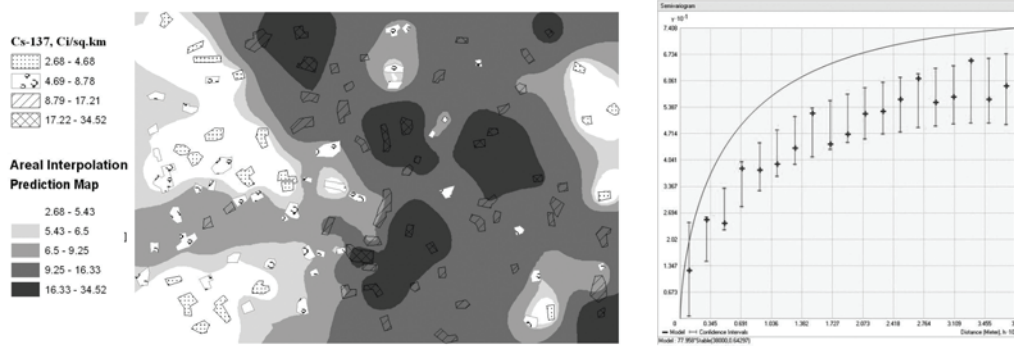 Cs-137, Ci/sq.km
2.68 - 4.68
4.69 - 8.78
8.79 - 17.21
17.22 - 34.52
Areal Interpolation
Prediction Map
2.68 - 5.43
5.43 - 6.5
6.5 - 9.25
9.25 - 16.33
16.33 - 34.52
Semivariogram
7.408
6.734
6.061
5.387
4.714
4.041
3.367
2.694
2.02
1.347
0.673
0 0.345 0.691 1.036 1.382 1.727 2.073 2.418 2.764 3.109 3.455
Model Confidence Intervals Distance (Meter), h